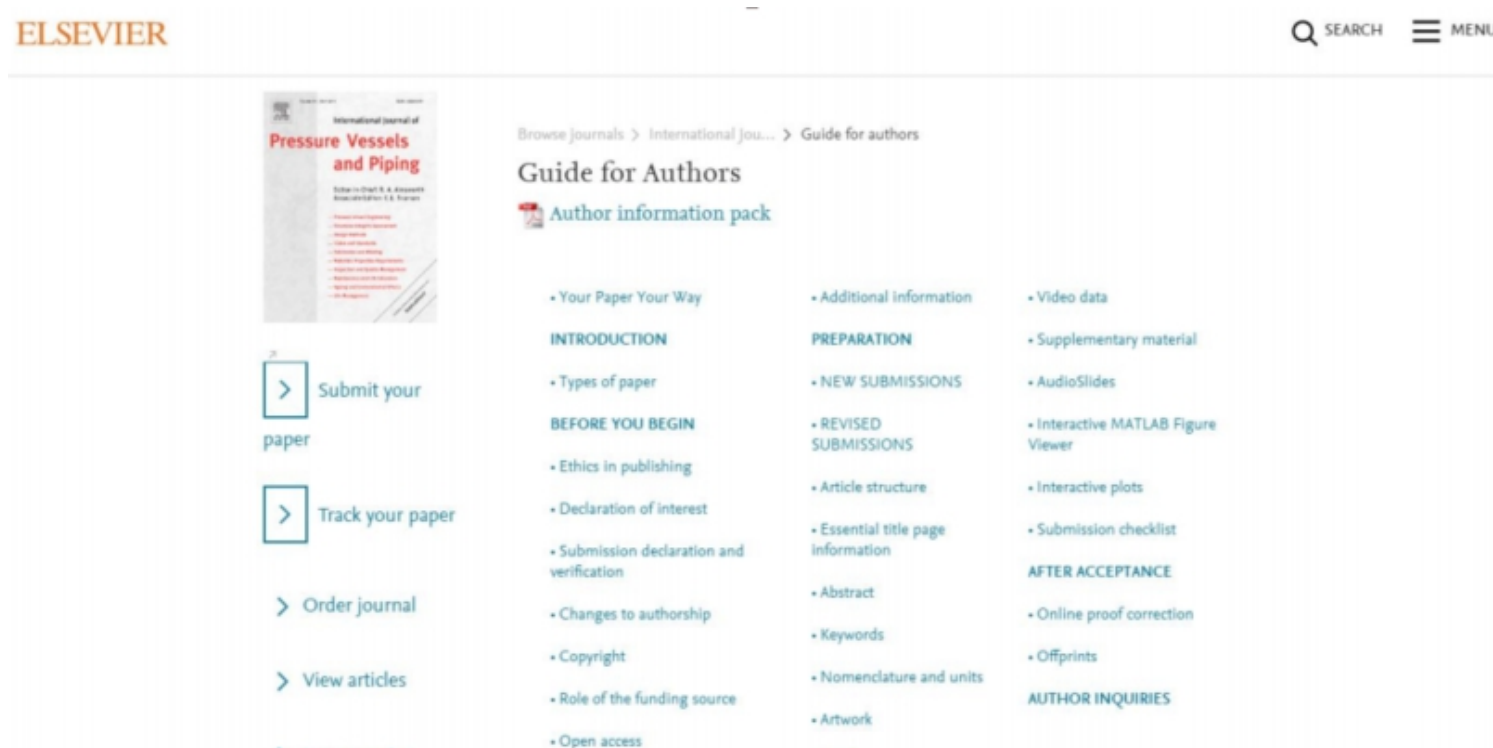 ELSEVIER
SEARCH
MENU
International Journal of
Pressure Vessels
and Piping
Browse journals > International Jou... > Guide for authors
Guide for Authors
Author information pack
Submit your
paper
Track your paper
Order journal
View articles
• Your Paper Your Way
INTRODUCTION
• Types of paper
BEFORE YOU BEGIN
• Ethics in publishing
• Declaration of interest
• Submission declaration and
verification
• Changes to authorship
• Copyright
• Role of the funding source
• Open access
• Additional information
PREPARATION
• NEW SUBMISSIONS
• REVISED
SUBMISSIONS
• Article structure
• Essential title page
information
• Abstract
• Keywords
• Nomenclature and units
• Artwork
• Video data
• Supplementary material
• AudioSlides
• Interactive MATLAB Figure
Viewer
• Interactive plots
• Submission checklist
AFTER ACCEPTANCE
• Online proof correction
• Offprints
AUTHOR INQUIRIES